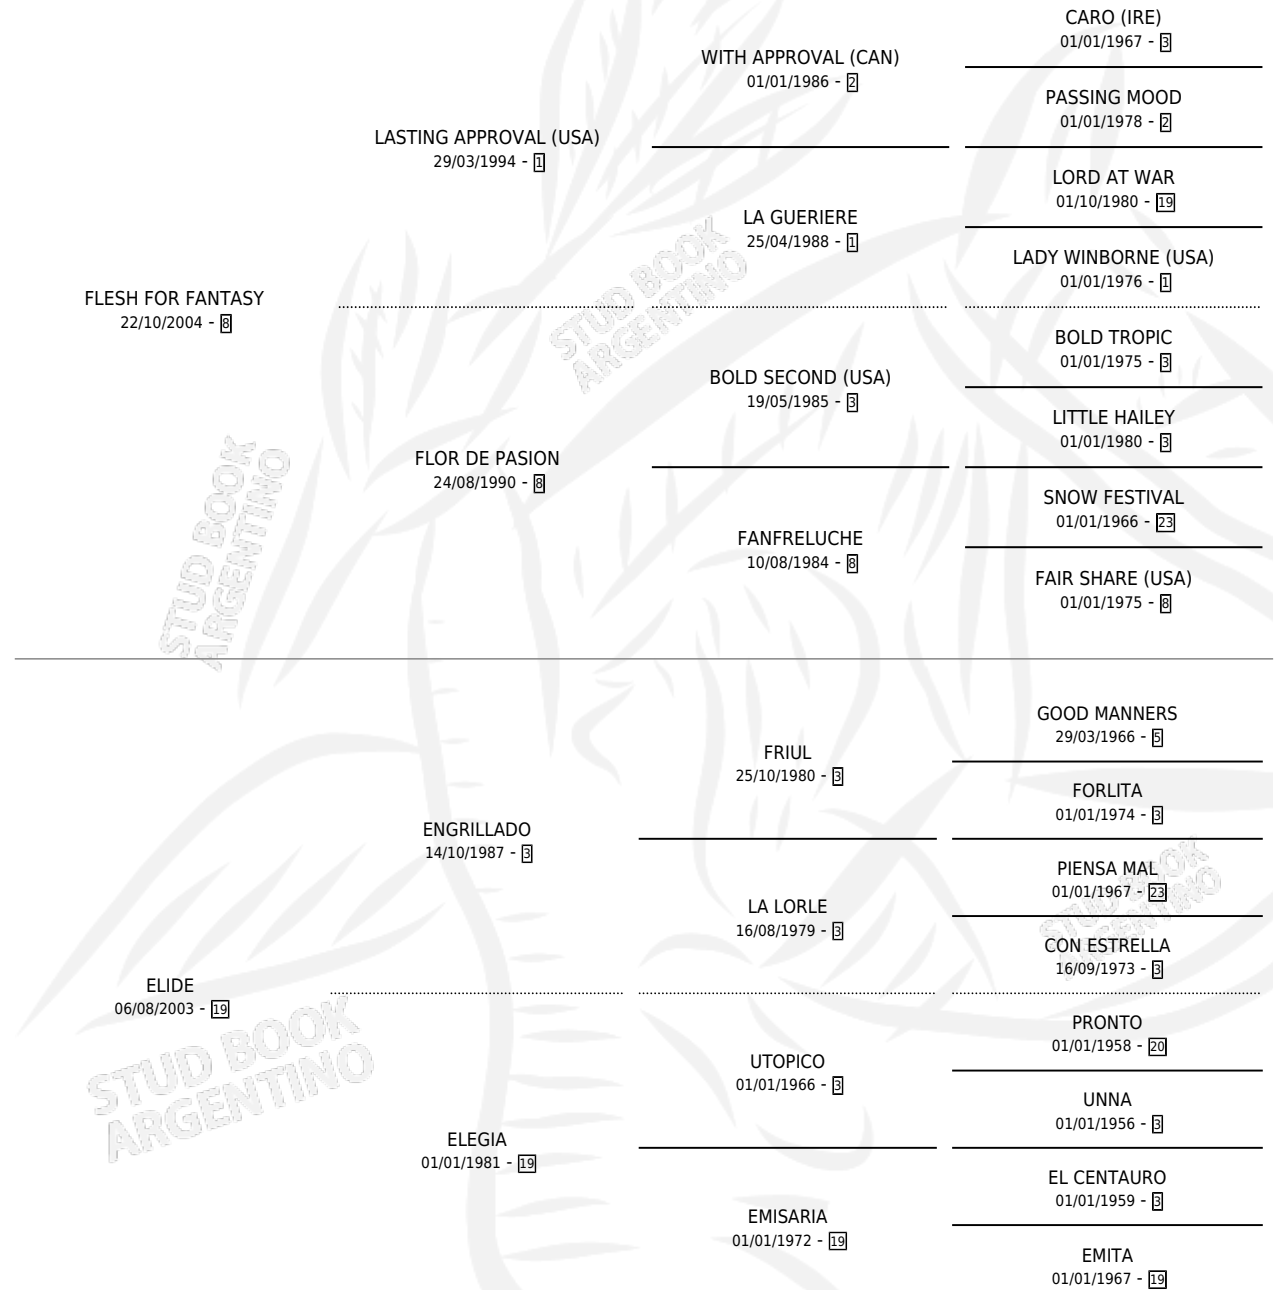 CARO (IRE)
01/01/1967 - 3
WITH APPROVAL (CAN)
01/01/1986 - 2
PASSING MOOD
01/01/1978 - 2
LASTING APPROVAL (USA)
29/03/1994 - 1
LORD AT WAR
01/10/1980 - 19
LA GUERIERE
25/04/1988 - 1
LADY WINBORNE (USA)
01/01/1976 - 1
FLESH FOR FANTASY
22/10/2004 - 8
BOLD TROPIC
01/01/1975 - 3
BOLD SECOND (USA)
19/05/1985 - 3
LITTLE HAILEY
01/01/1980 - 3
FLOR DE PASION
24/08/1990 - 8
SNOW FESTIVAL
01/01/1966 - 23
FANFRELUCHE
10/08/1984 - 8
FAIR SHARE (USA)
01/01/1975 - 8
GOOD MANNERS
29/03/1966 - 5
FRIUL
25/10/1980 - 3
FORLITA
01/01/1974 - 3
ENGRILLADO
14/10/1987 - 3
PIENSA MAL
01/01/1967 - 23
LA LORLE
16/08/1979 - 3
CON ESTRELLA
16/09/1973 - 3
ELIDE
06/08/2003 - 19
PRONTO
01/01/1958 - 20
UTOPICO
01/01/1966 - 3
UNNA
01/01/1956 - 3
ELEGIA
01/01/1981 - 19
EL CENTAURO
01/01/1959 - 3
EMISARIA
01/01/1972 - 19
EMITA
01/01/1967 - 19
STUD BOOK
ARGENTINO
STUD BOOK
ARGENTINO
STUD BOOK
ARGENTINO
STUD BOOK
ARGENTINO